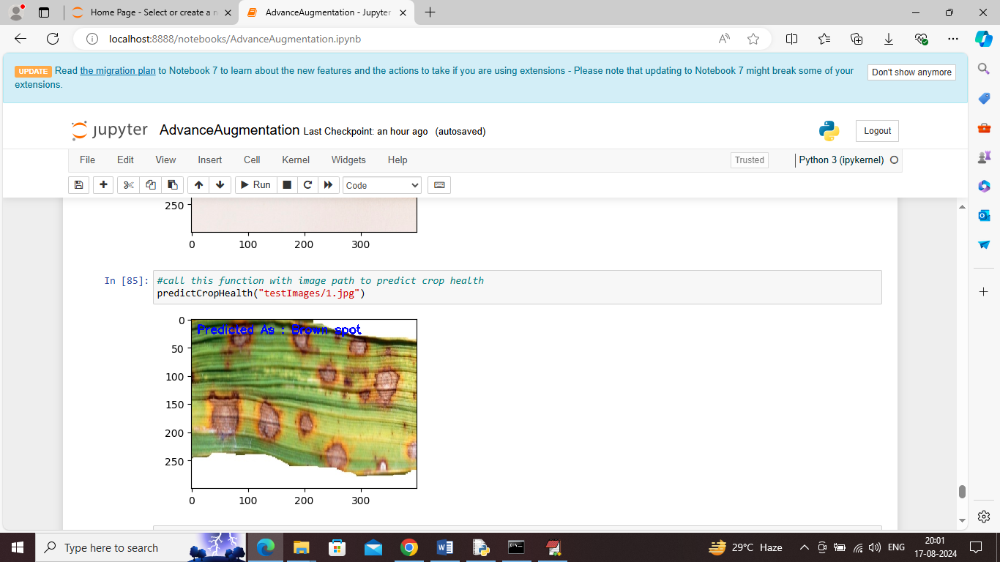 Home Page - Select or create a n
AdvanceAugmentation - Jupyter
localhost:8888/notebooks/AdvanceAugmentation.ipynb
UPDATE Read the migration plan to Notebook 7 to learn about the new features and the actions to take if you are using extensions - Please note that updating to Notebook 7 might break some of your
extensions.
Don't show anymore
jupyter AdvanceAugmentation Last Checkpoint: an hour ago (autosaved)
Logout
File Edit View Insert Cell Kernel Widgets Help
Trusted
Python 3 (ipykernel)
Run
Code
250
0 100 200 300
In [85]: #call this function with image path to predict crop health
predictCropHealth("testImages/1.jpg")
0
Predicted As : Brown spot
50
100
150
200
250
0 100 200 300
Type here to search
29°C Haze
ENG
20:01
17-08-2024